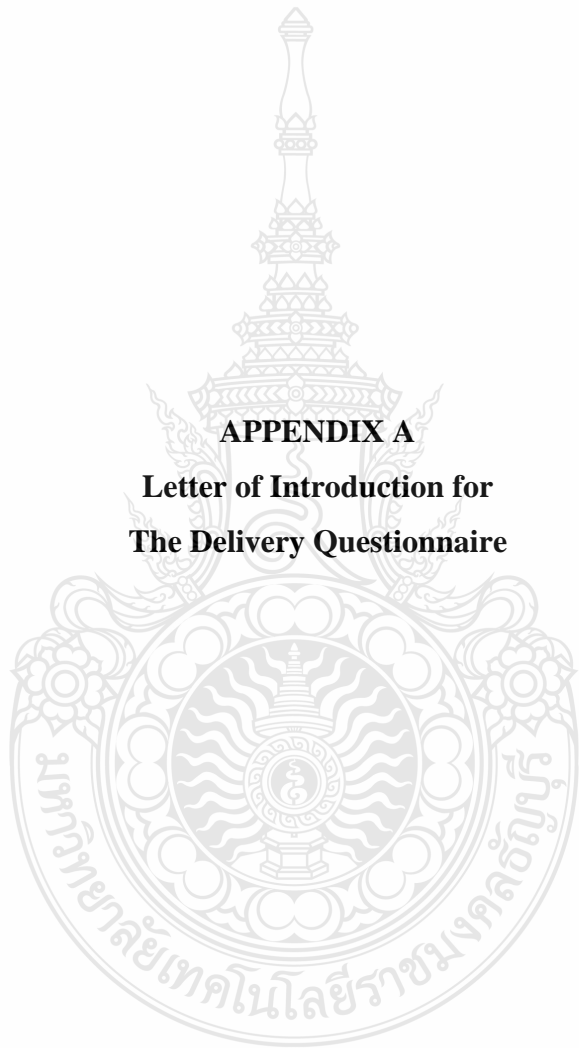 APPENDIX A
Letter of Introduction for
The Delivery Questionnaire
มหาวิทยาลัยเทคโนโลยีราชมงคลธัญบุรี